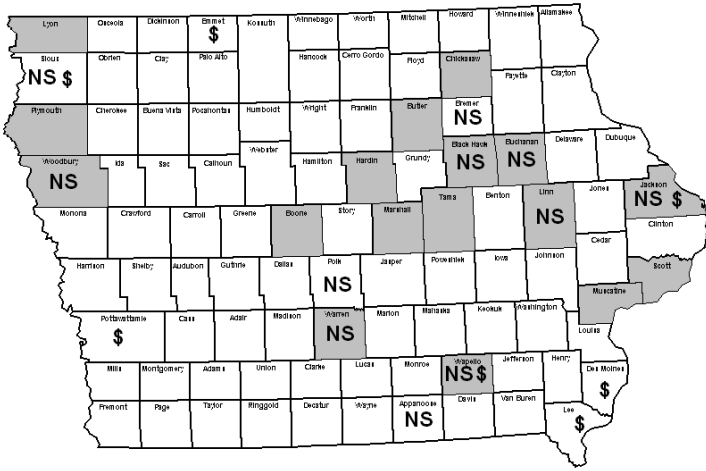 Lyon Osceola Dickinson Emmet Kossuth Winnebago Worth Mitchell Howard Winneshiek Allamakee
$
Sioux Obrien Clay Palo Alto Hancock Cerro Gordo Floyd Chickasaw Fayette Clayton
NS $
Plymouth Cherokee Buena Vista Pocahontas Humboldt Wright Franklin Butler Bremer
NS
Woodbury Ida Sac Calhoun Webster Hamilton Hardin Grundy Black Hawk Buchanan Delaware Dubuque
NS NS NS
Monona Crawford Carroll Greene Boone Story Marshall Tama Benton Linn Jones Jackson
NS NS $
Clinton
Harrison Shelby Audubon Guthrie Dallas Polk Jasper Poweshiek Iowa Johnson Cedar Scott
NS
Muscatine
Pottawattamie Cass Adair Madison Warren Marion Mahaska Keokuk Washington Louisa
$ NS
Mills Montgomery Adams Union Clarke Lucas Monroe Wapello Jefferson Henry Des Moines
NS $ $
Fremont Page Taylor Ringgold Decatur Wayne Appanoose Davis Van Buren Lee
NS $